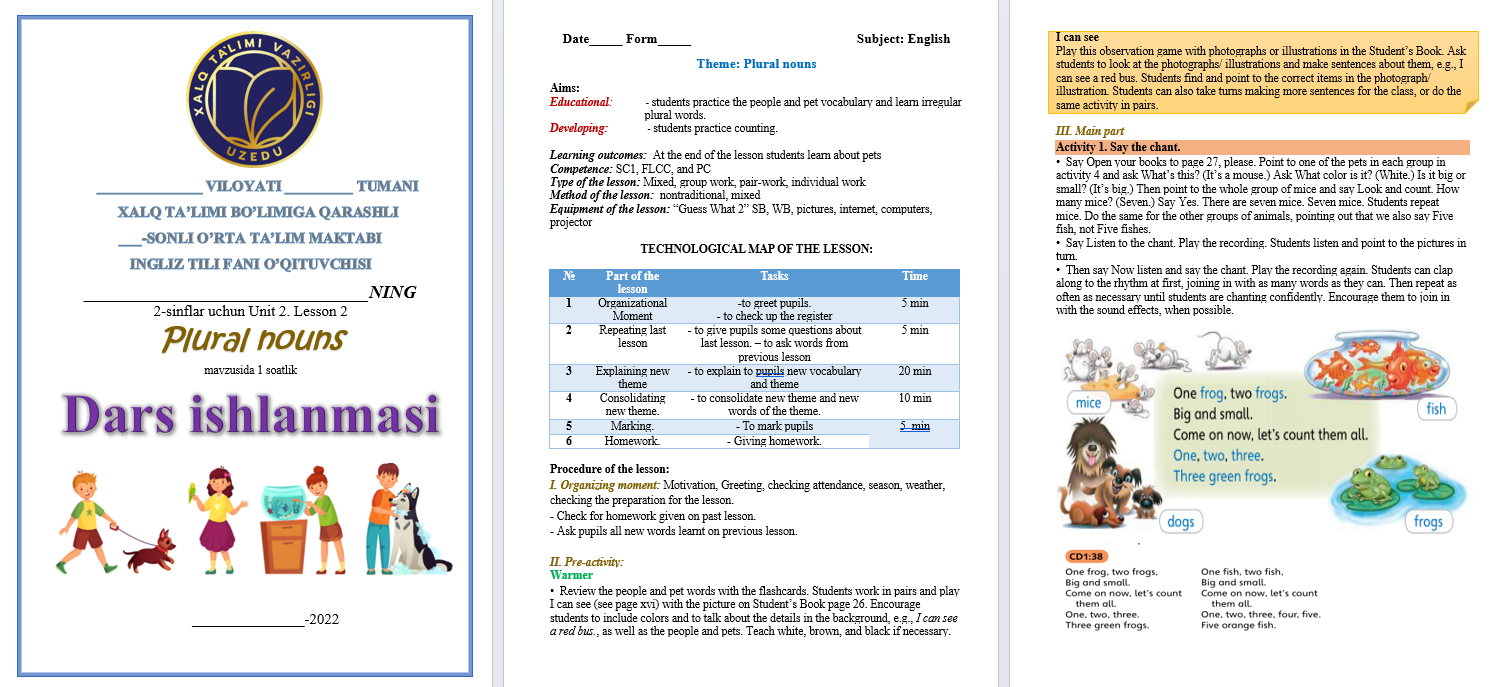 XALQ TA'LIMI VAZIRLIGI
UZEDU
_______________ VILOYATI __________ TUMANI
XALQ TA'LIMI BO'LIMIGA QARASHLI
___-SONLI O'RTA TA'LIM MAKTABI
INGLIZ TILI FANI O'QITUVCHISI
______________________________NING
2-sinflar uchun Unit 2. Lesson 2
Plural nouns
mavzusida 1 soatlik
Dars ishlanmasi
________________-2022
Date_____ Form_____ Subject: English
Theme: Plural nouns
Aims:
Educational: - students practice the people and pet vocabulary and learn irregular
plural words.
Developing: - students practice counting.
Learning outcomes: At the end of the lesson students learn about pets
Competence: SC1, FLCC, and PC
Type of the lesson: Mixed, group work, pair-work, individual work
Method of the lesson: nontraditional, mixed
Equipment of the lesson: “Guess What 2” SB, WB, pictures, internet, computers,
projector
TECHNOLOGICAL MAP OF THE LESSON:
№ Part of the Tasks Time
lesson
1 Organizational -to greet pupils. 5 min
Moment - to check up the register
2 Repeating last - to give pupils some questions about 5 min
lesson. last lesson. – to ask words from
previous lesson
3 Explaining new - to explain to pupils new vocabulary 20 min
theme and theme
4 Consolidating - to consolidate new theme and new 10 min
new theme. words of the theme.
5 Marking. - To mark pupils 5 min
6 Homework. - Giving homework.
Procedure of the lesson:
I. Organizing moment: Motivation, Greeting, checking attendance, season, weather,
checking the preparation for the lesson.
- Check for homework given on past lesson.
- Ask pupils all new words learnt on previous lesson.
II. Pre-activity:
Warmer
• Review the people and pet words with the flashcards. Students work in pairs and play
I can see (see page xvi) with the picture on Student’s Book page 26. Encourage
students to include colors and to talk about the details in the background, e.g., I can see
a red bus., as well as the people and pets. Teach white, brown, and black if necessary.
I can see
Play this observation game with photographs or illustrations in the Student’s Book. Ask
students to look at the photographs/ illustrations and make sentences about them, e.g., I
can see a red bus. Students find and point to the correct items in the photograph/
illustration. Students can also take turns making more sentences for the class, or do the
same activity in pairs.
III. Main part
Activity 1. Say the chant.
• Say Open your books to page 27, please. Point to one of the pets in each group in
activity 4 and ask What’s this? (It’s a mouse.) Ask What color is it? (White.) Is it big or
small? (It’s big.) Then point to the whole group of mice and say Look and count. How
many mice? (Seven.) Say Yes. There are seven mice. Seven mice. Students repeat
mice. Do the same for the other groups of animals, pointing out that we also say Five
fish, not Five fishes.
• Say Listen to the chant. Play the recording. Students listen and point to the pictures in
turn.
• Then say Now listen and say the chant. Play the recording again. Students can clap
along to the rhythm at first, joining in with as many words as they can. Then repeat as
often as necessary until students are chanting confidently. Encourage them to join in
with the sound effects, when possible.
mice
fish
One frog, two frogs.
Big and small.
Come on now, let’s count them all.
One, two, three.
Three green frogs.
dogs
frogs
CD1:38
One frog, two frogs,
Big and small.
Come on now, let’s count
them all.
One, two, three.
Three green frogs.
One fish, two fish,
Big and small.
Come on now, let’s count
them all.
One, two, three, four, five.
Five orange fish.